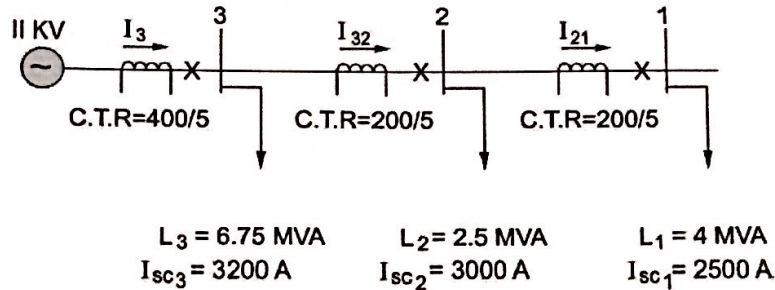 3 2 1
II KV I3 I32 I21
~
C.T.R=400/5 C.T.R=200/5 C.T.R=200/5
L3 = 6.75 MVA L2 = 2.5 MVA L1 = 4 MVA
Isc3 = 3200 A Isc2 = 3000 A Isc1 = 2500 A